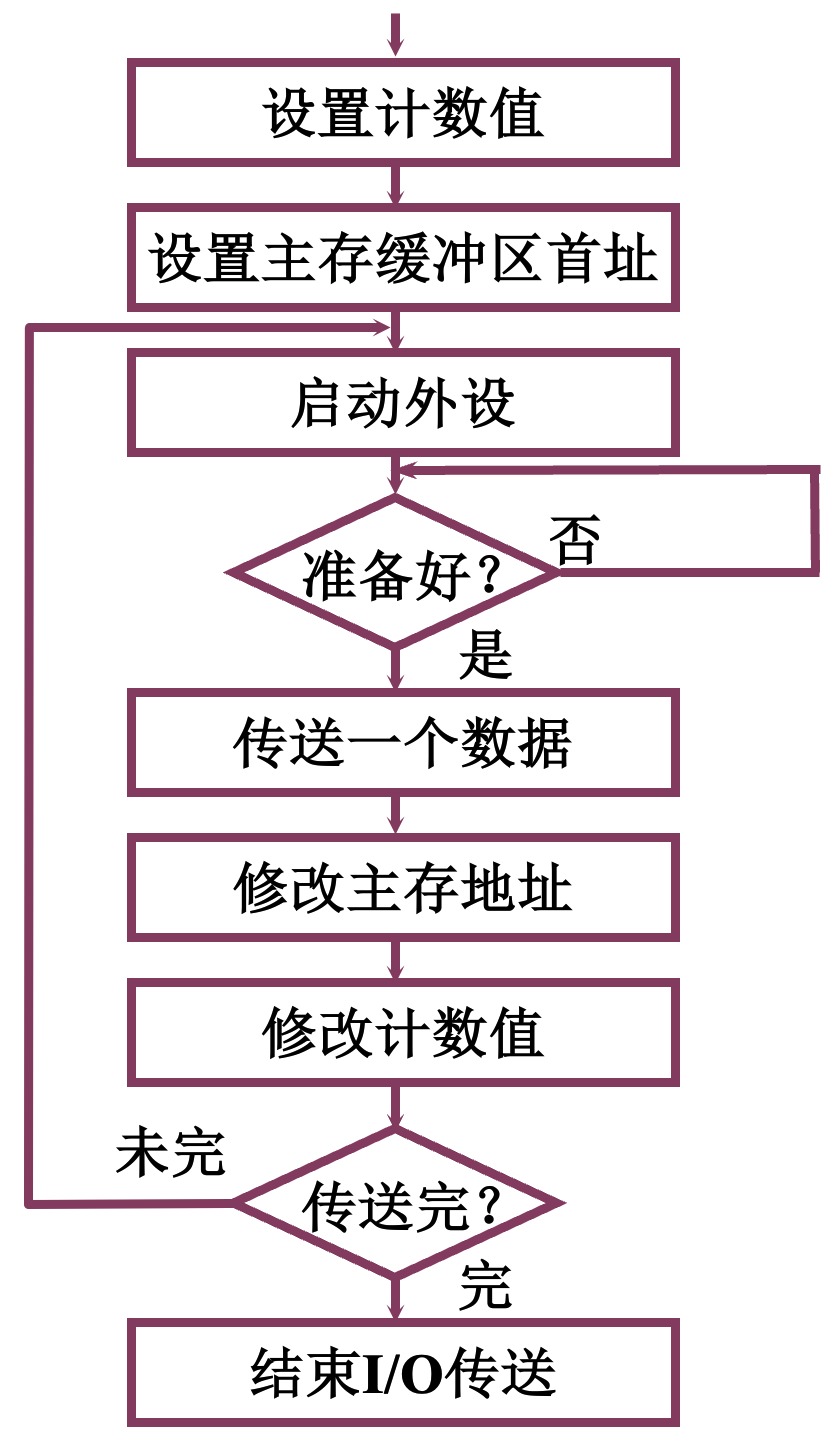 设置计数值
设置主存缓冲区首址
启动外设
准备好？
否
是
传送一个数据
修改主存地址
修改计数值
未完
传送完？
完
结束I/O传送